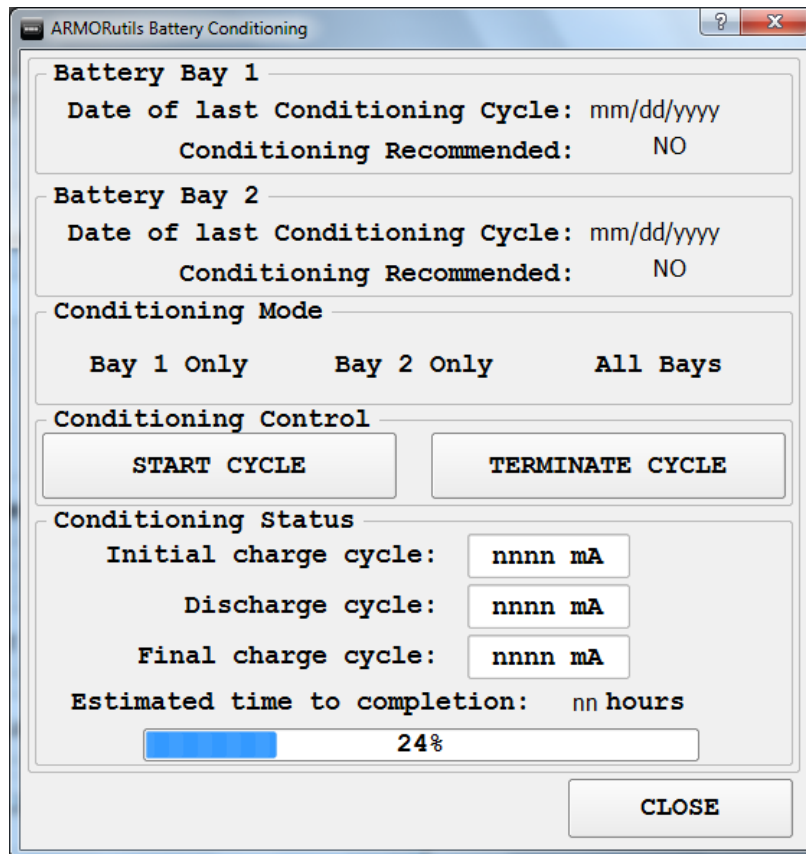 ARMORutils Battery Conditioning
Battery Bay 1
Date of last Conditioning Cycle: mm/dd/yyyy
Conditioning Recommended: NO
Battery Bay 2
Date of last Conditioning Cycle: mm/dd/yyyy
Conditioning Recommended: NO
Conditioning Mode
Bay 1 Only Bay 2 Only All Bays
Conditioning Control
START CYCLE TERMINATE CYCLE
Conditioning Status
Initial charge cycle: nnnn mA
Discharge cycle: nnnn mA
Final charge cycle: nnnn mA
Estimated time to completion: nn hours
24%
CLOSE